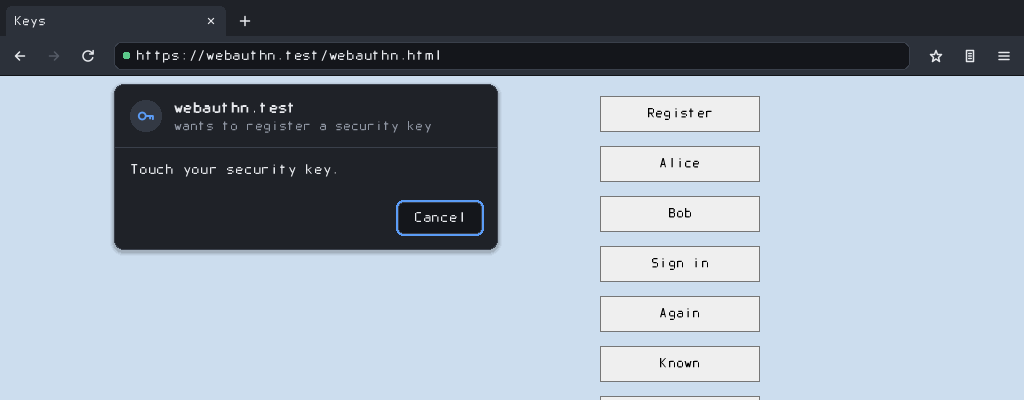 Keys
https://webauthn.test/webauthn.html
webauthn.test
wants to register a security key
Touch your security key.
Cancel
Register
Alice
Bob
Sign in
Again
Known